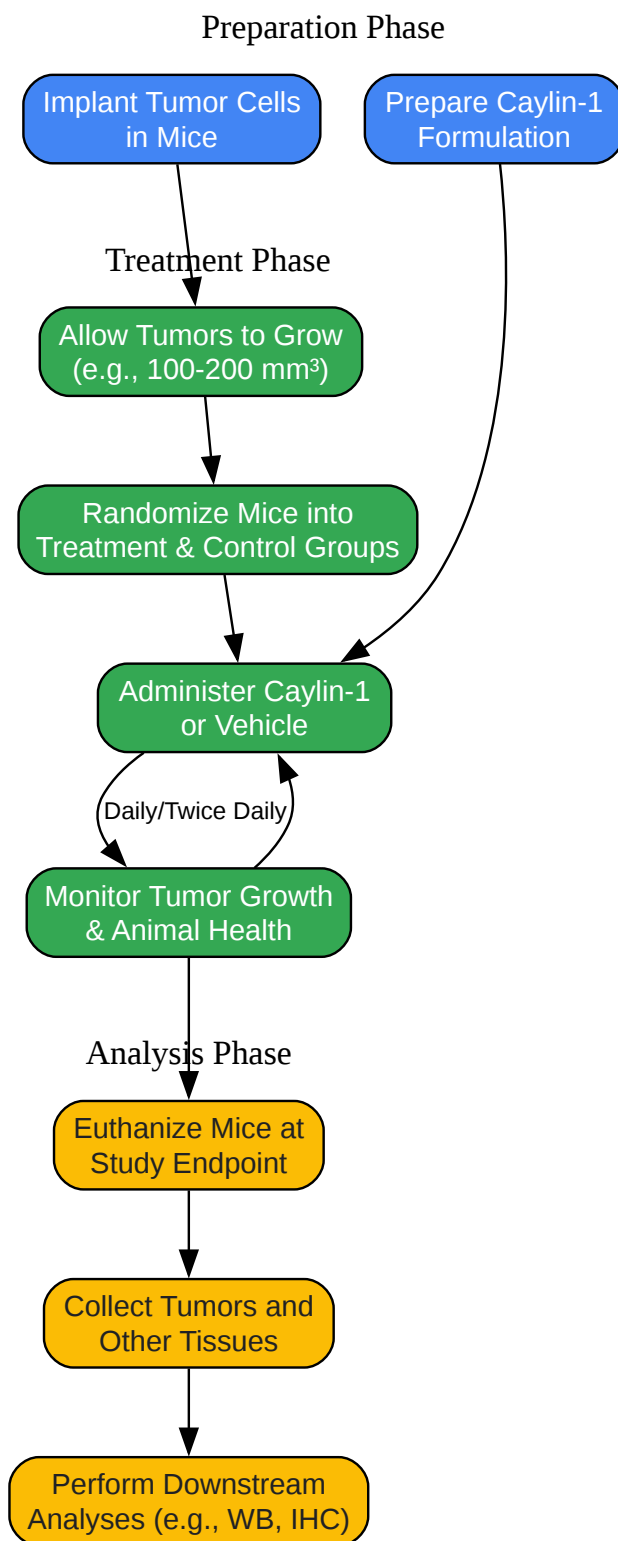 Preparation Phase
Implant Tumor Cells
in Mice
Prepare Caylin-1
Formulation
Treatment Phase
Allow Tumors to Grow
(e.g., 100-200 mm³)
Randomize Mice into
Treatment & Control Groups
Administer Caylin-1
or Vehicle
Daily/Twice Daily
Monitor Tumor Growth
& Animal Health
Analysis Phase
Euthanize Mice at
Study Endpoint
Collect Tumors and
Other Tissues
Perform Downstream
Analyses (e.g., WB, IHC)